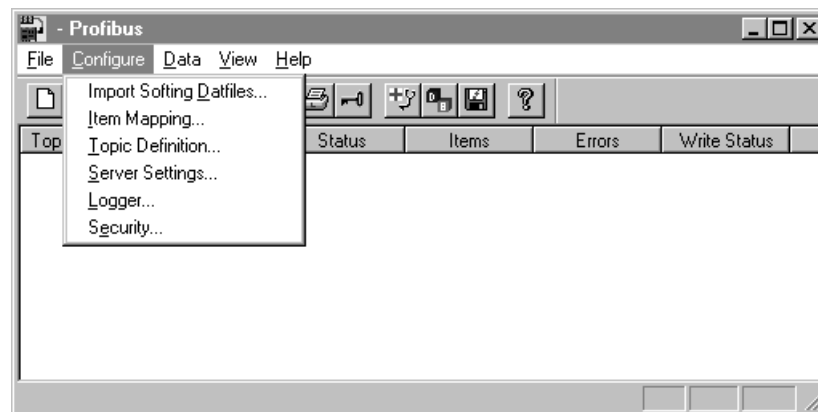 - Profibus
File Configure Data View Help
Import Softing Datfiles...
Item Mapping...
Topic Definition...
Server Settings...
Logger...
Security...
Top Status Items Errors Write Status